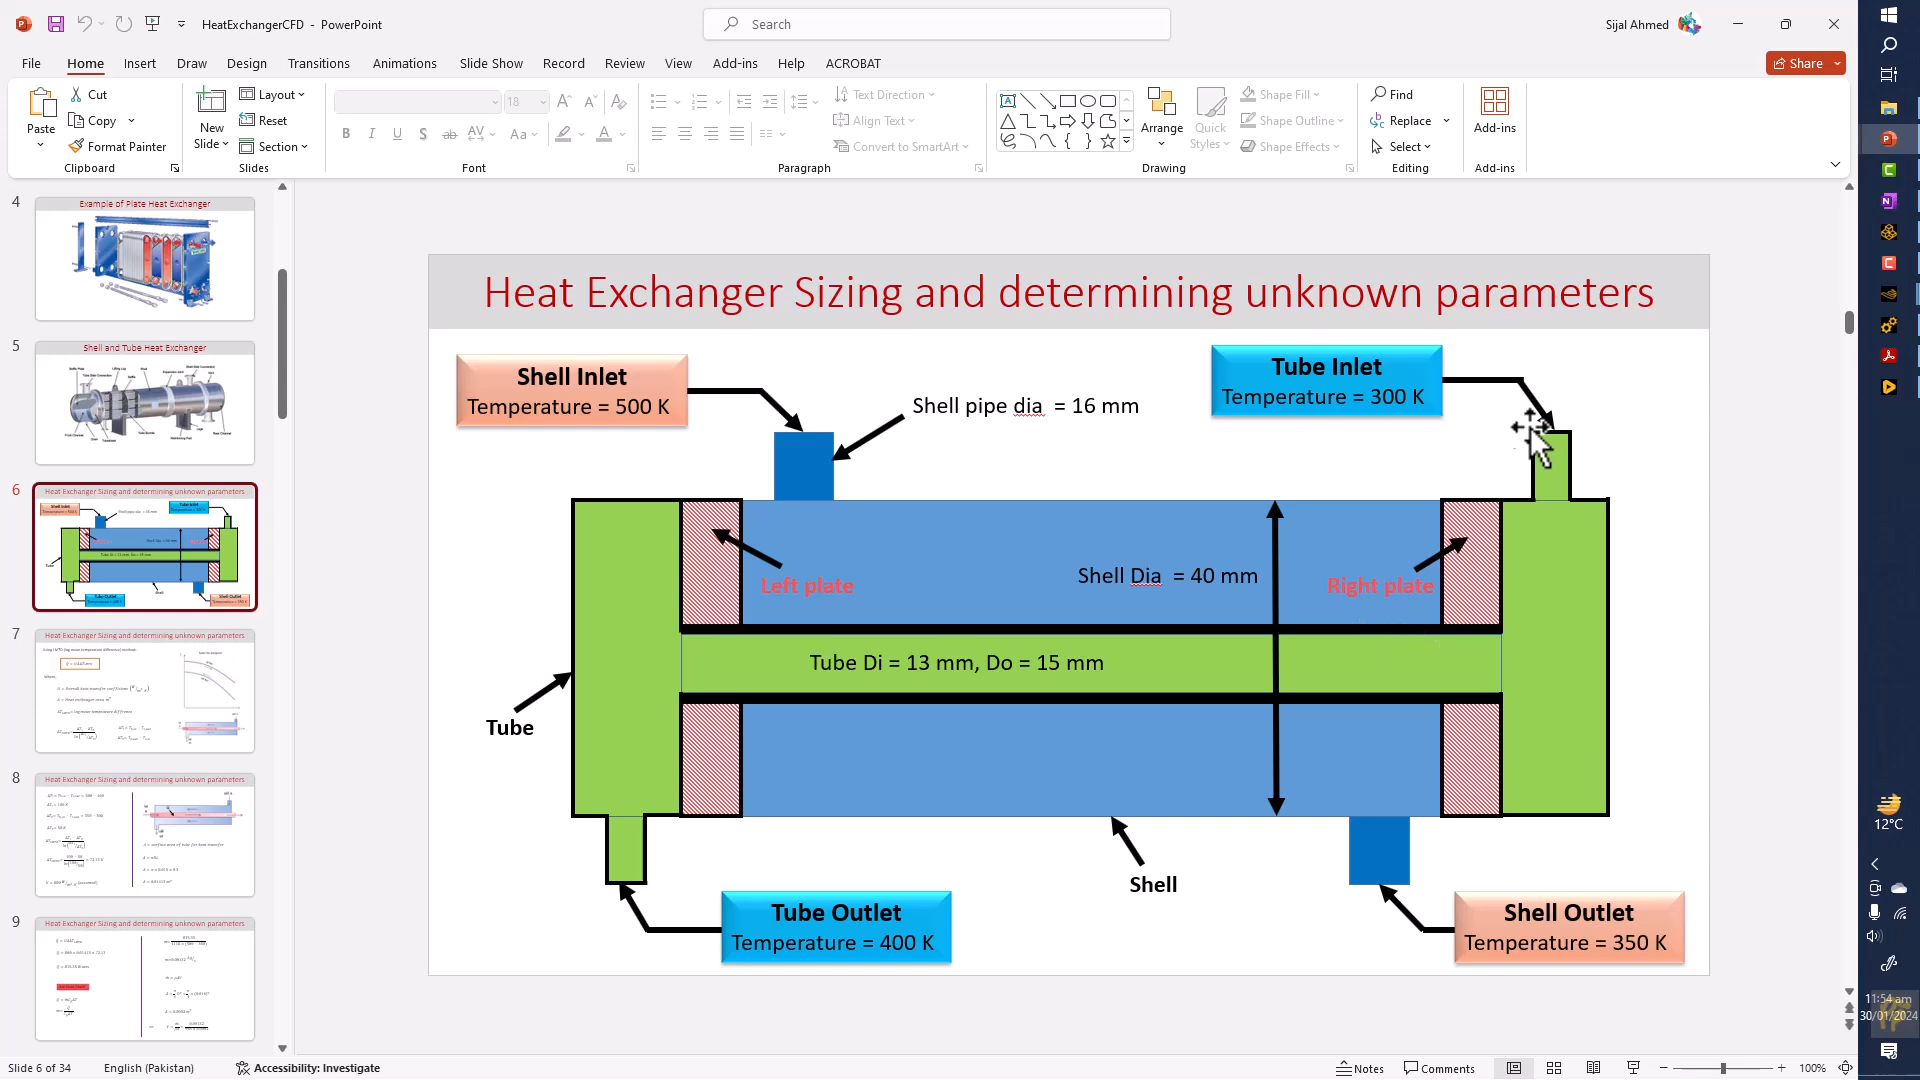 HeatExchangerCFD - PowerPoint
Search
Sijal Ahmed
File Home Insert Draw Design Transitions Animations Slide Show Record Review View Add-ins Help ACROBAT
Share
Paste
Cut
Copy
Format Painter
Clipboard
New Slide
Layout
Reset
Section
Slides
18
Font
Text Direction
Align Text
Convert to SmartArt
Paragraph
Arrange
Quick Styles
Shape Fill
Shape Outline
Shape Effects
Drawing
Find
Replace
Select
Editing
Add-ins
Add-ins
4
Example of Plate Heat Exchanger
5
Shell and Tube Heat Exchanger
6
Heat Exchanger Sizing and determining unknown parameters
7
Heat Exchanger Sizing and determining unknown parameters
8
Heat Exchanger Sizing and determining unknown parameters
9
Heat Exchanger Sizing and determining unknown parameters
Heat Exchanger Sizing and determining unknown parameters
Shell Inlet
Temperature = 500 K
Shell pipe dia = 16 mm
Tube Inlet
Temperature = 300 K
Left plate
Shell Dia = 40 mm
Right plate
Tube Di = 13 mm, Do = 15 mm
Tube
Shell
Tube Outlet
Temperature = 400 K
Shell Outlet
Temperature = 350 K
12°C
11:54 am
30/01/2024
Slide 6 of 34
English (Pakistan)
Accessibility: Investigate
Notes
Comments
100%